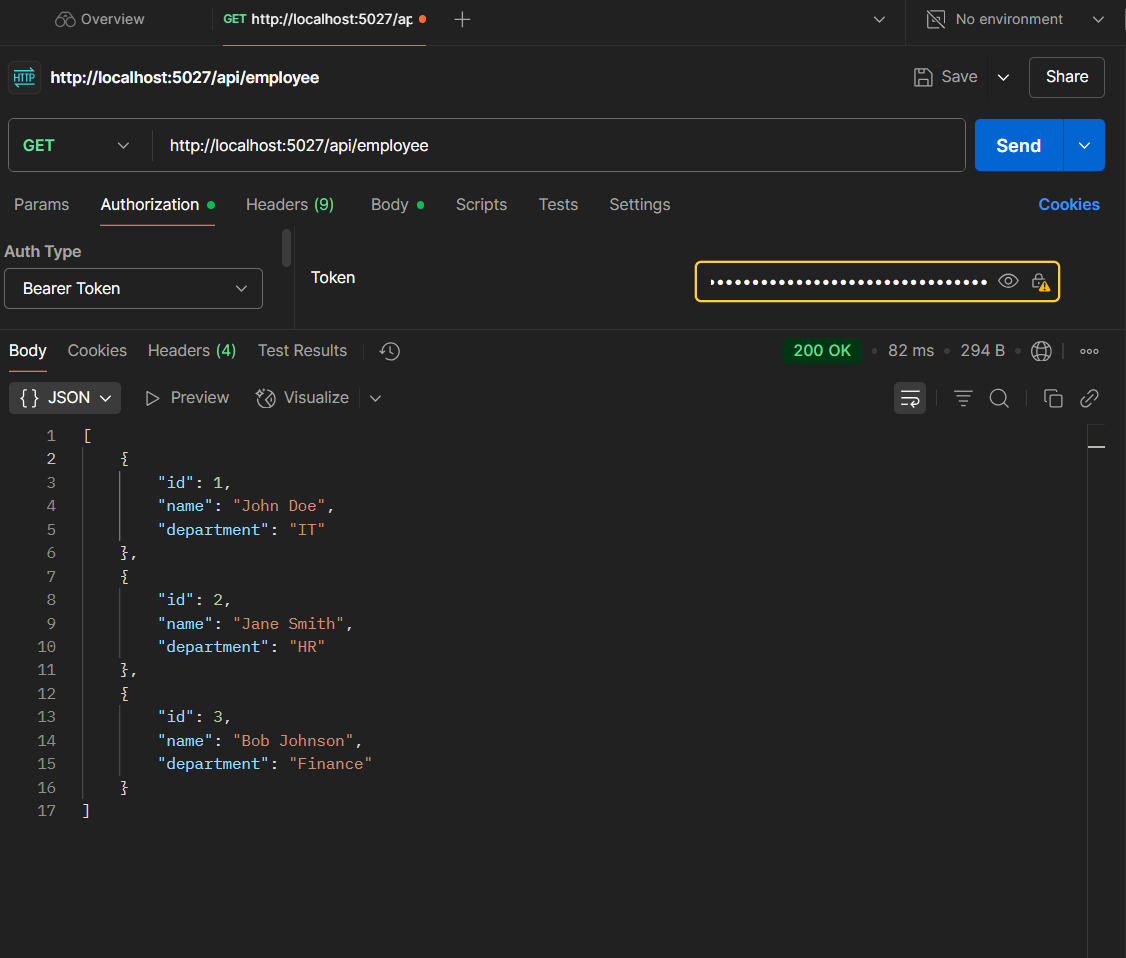 Overview GET http://localhost:5027/ap No environment
HTTP http://localhost:5027/api/employee Save Share
GET http://localhost:5027/api/employee Send
Params Authorization Headers (9) Body Scripts Tests Settings Cookies
Auth Type
Bearer Token
Token
Body Cookies Headers (4) Test Results 200 OK 82 ms 294 B
{} JSON Preview Visualize
1 [
2 {
3 "id": 1,
4 "name": "John Doe",
5 "department": "IT"
6 },
7 {
8 "id": 2,
9 "name": "Jane Smith",
10 "department": "HR"
11 },
12 {
13 "id": 3,
14 "name": "Bob Johnson",
15 "department": "Finance"
16 }
17 ]